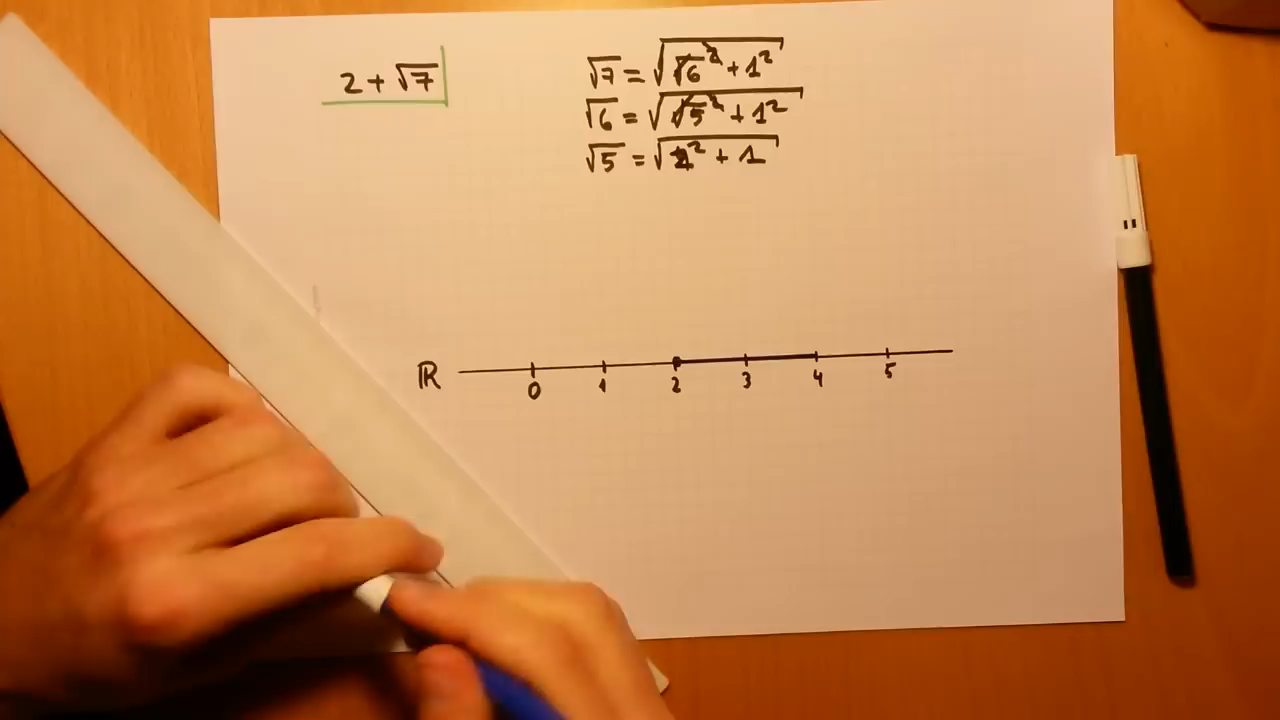 2 + √7
√7 = √(√6² + 1²)
√6 = √(√5² + 1²)
√5 = √(2² + 1)
ℝ
0 1 2 3 4 5